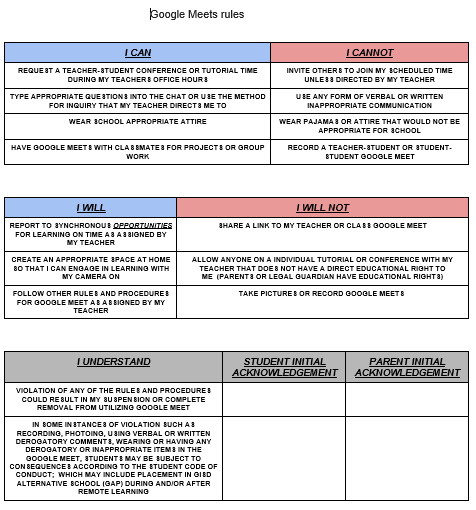 Google Meets rules
I CAN
I CANNOT
REQUEST A TEACHER-STUDENT CONFERENCE OR TUTORIAL TIME
DURING MY TEACHERS OFFICE HOURS
INVITE OTHERS TO JOIN MY SCHEDULED TIME
UNLESS DIRECTED BY MY TEACHER
TYPE APPROPRIATE QUESTIONS INTO THE CHAT OR USE THE METHOD
FOR INQUIRY THAT MY TEACHER DIRECTS ME TO
USE ANY FORM OF VERBAL OR WRITTEN
INAPPROPRIATE COMMUNICATION
WEAR SCHOOL APPROPRIATE ATTIRE
WEAR PAJAMAS OR ATTIRE THAT WOULD NOT BE
APPROPRIATE FOR SCHOOL
HAVE GOOGLE MEETS WITH CLASSMATES FOR PROJECTS OR GROUP
WORK
RECORD A TEACHER-STUDENT OR STUDENT-
STUDENT GOOGLE MEET
I WILL
I WILL NOT
REPORT TO SYNCHRONOUS OPPORTUNITIES
FOR LEARNING ON TIME AS ASSIGNED BY
MY TEACHER
SHARE A LINK TO MY TEACHER OR CLASS GOOGLE MEET
CREATE AN APPROPRIATE SPACE AT HOME
SO THAT I CAN ENGAGE IN LEARNING WITH
MY CAMERA ON
ALLOW ANYONE ON A INDIVIDUAL TUTORIAL OR CONFERENCE WITH MY
TEACHER THAT DOES NOT HAVE A DIRECT EDUCATIONAL RIGHT TO
ME (PARENTS OR LEGAL GUARDIAN HAVE EDUCATIONAL RIGHTS)
FOLLOW OTHER RULES AND PROCEDURES
FOR GOOGLE MEET AS ASSIGNED BY MY
TEACHER
TAKE PICTURES OR RECORD GOOGLE MEETS
I UNDERSTAND
STUDENT INITIAL
ACKNOWLEDGEMENT
PARENT INITIAL
ACKNOWLEDGEMENT
VIOLATION OF ANY OF THE RULES AND PROCEDURES
COULD RESULT IN MY SUSPENSION OR COMPLETE
REMOVAL FROM UTILIZING GOOGLE MEET
IN SOME INSTANCES OF VIOLATION SUCH AS
RECORDING, PHOTOING, USING VERBAL OR WRITTEN
DEROGATORY COMMENTS, WEARING OR HAVING ANY
DEROGATORY OR INAPPROPRIATE ITEMS IN THE
GOOGLE MEET, STUDENTS MAY BE SUBJECT TO
CONSEQUENCES ACCORDING TO THE STUDENT CODE OF
CONDUCT; WHICH MAY INCLUDE PLACEMENT IN GISD
ALTERNATIVE SCHOOL (GAP) DURING AND/OR AFTER
REMOTE LEARNING